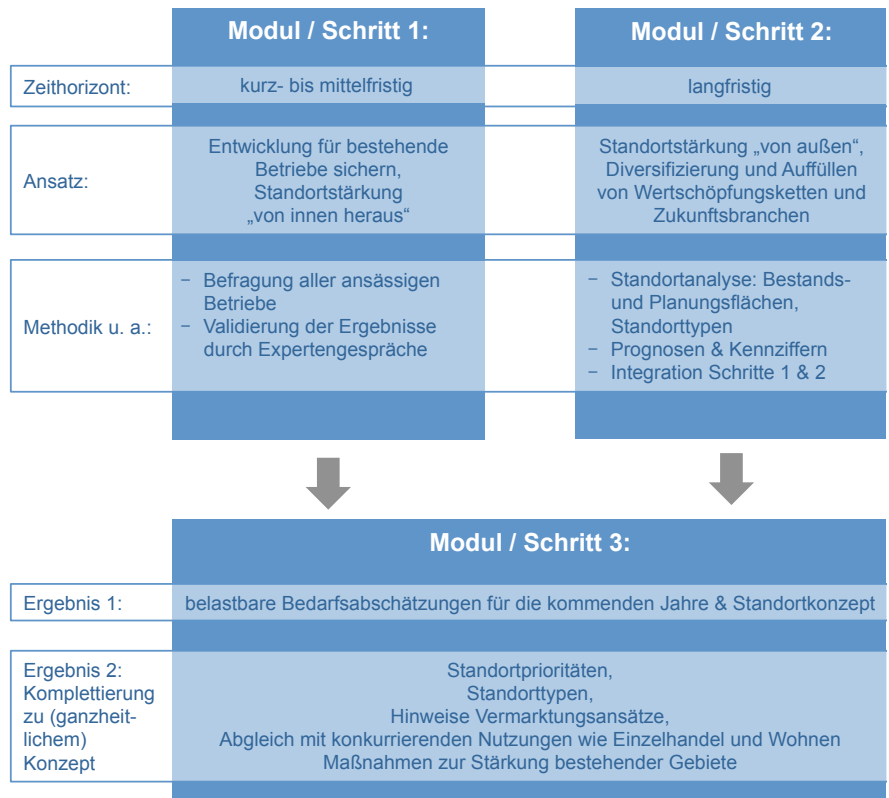 Modul / Schritt 1:
Modul / Schritt 2:
Zeithorizont:
kurz- bis mittelfristig
langfristig
Ansatz:
Entwicklung für bestehende
Betriebe sichern,
Standortstärkung
„von innen heraus“
Standortstärkung „von außen“,
Diversifizierung und Auffüllen
von Wertschöpfungsketten und
Zukunftsbranchen
Methodik u. a.:
− Befragung aller ansässigen
Betriebe
− Validierung der Ergebnisse
durch Expertengespräche
− Standortanalyse: Bestands-
und Planungsflächen,
Standorttypen
− Prognosen & Kennziffern
− Integration Schritte 1 & 2
Modul / Schritt 3:
Ergebnis 1:
belastbare Bedarfsabschätzungen für die kommenden Jahre & Standortkonzept
Ergebnis 2:
Komplettierung
zu (ganzheit-
lichem)
Konzept
Standortprioritäten,
Standorttypen,
Hinweise Vermarktungsansätze,
Abgleich mit konkurrierenden Nutzungen wie Einzelhandel und Wohnen
Maßnahmen zur Stärkung bestehender Gebiete